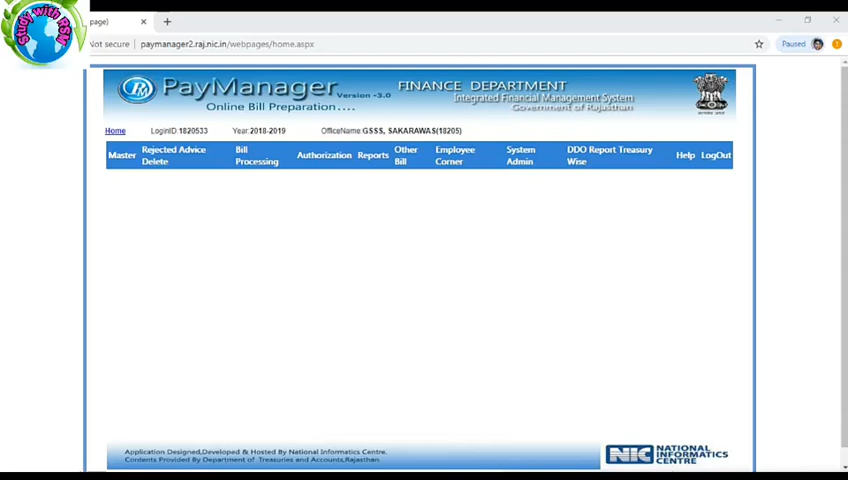 Study with RSM
page)
Not secure | paymanager2.raj.nic.in/webpages/home.aspx
Paused
PM PayManager Version -3.0
Online Bill Preparation....
FINANCE DEPARTMENT
Integrated Financial Management System
Government of Rajasthan
Home LoginID:1820533 Year:2018-2019 OfficeName:GSSS, SAKARAWAS(18205)
Master Rejected Advice Delete Bill Processing Authorization Reports Other Bill Employee Corner System Admin DDO Report Treasury Wise Help LogOut
Application Designed,Developed & Hosted By National Informatics Centre.
Contents Provided By Department of Treasuries and Accounts,Rajasthan.
NIC NATIONAL
INFORMATICS
CENTRE